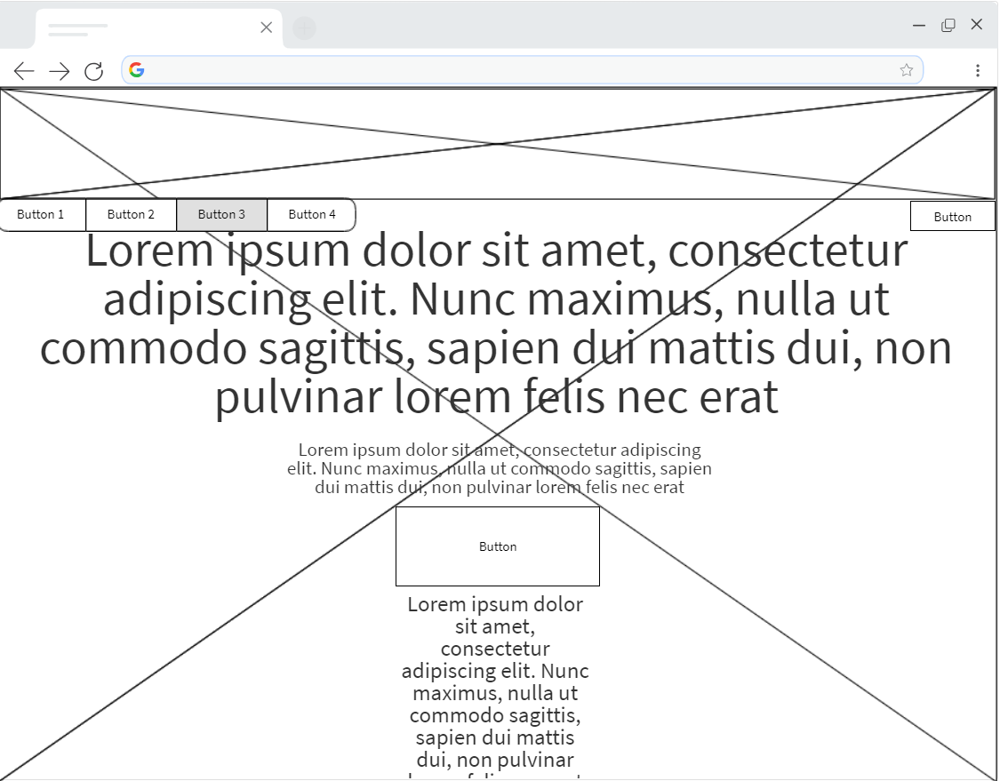 Button 1 Button 2 Button 3 Button 4 Button
Lorem ipsum dolor sit amet, consectetur
adipiscing elit. Nunc maximus, nulla ut
commodo sagittis, sapien dui mattis dui, non
pulvinar lorem felis nec erat
Lorem ipsum dolor sit amet, consectetur adipiscing
elit. Nunc maximus, nulla ut commodo sagittis, sapien
dui mattis dui, non pulvinar lorem felis nec erat
Button
Lorem ipsum dolor
sit amet,
consectetur
adipiscing elit. Nunc
maximus, nulla ut
commodo sagittis,
sapien dui mattis
dui, non pulvinar